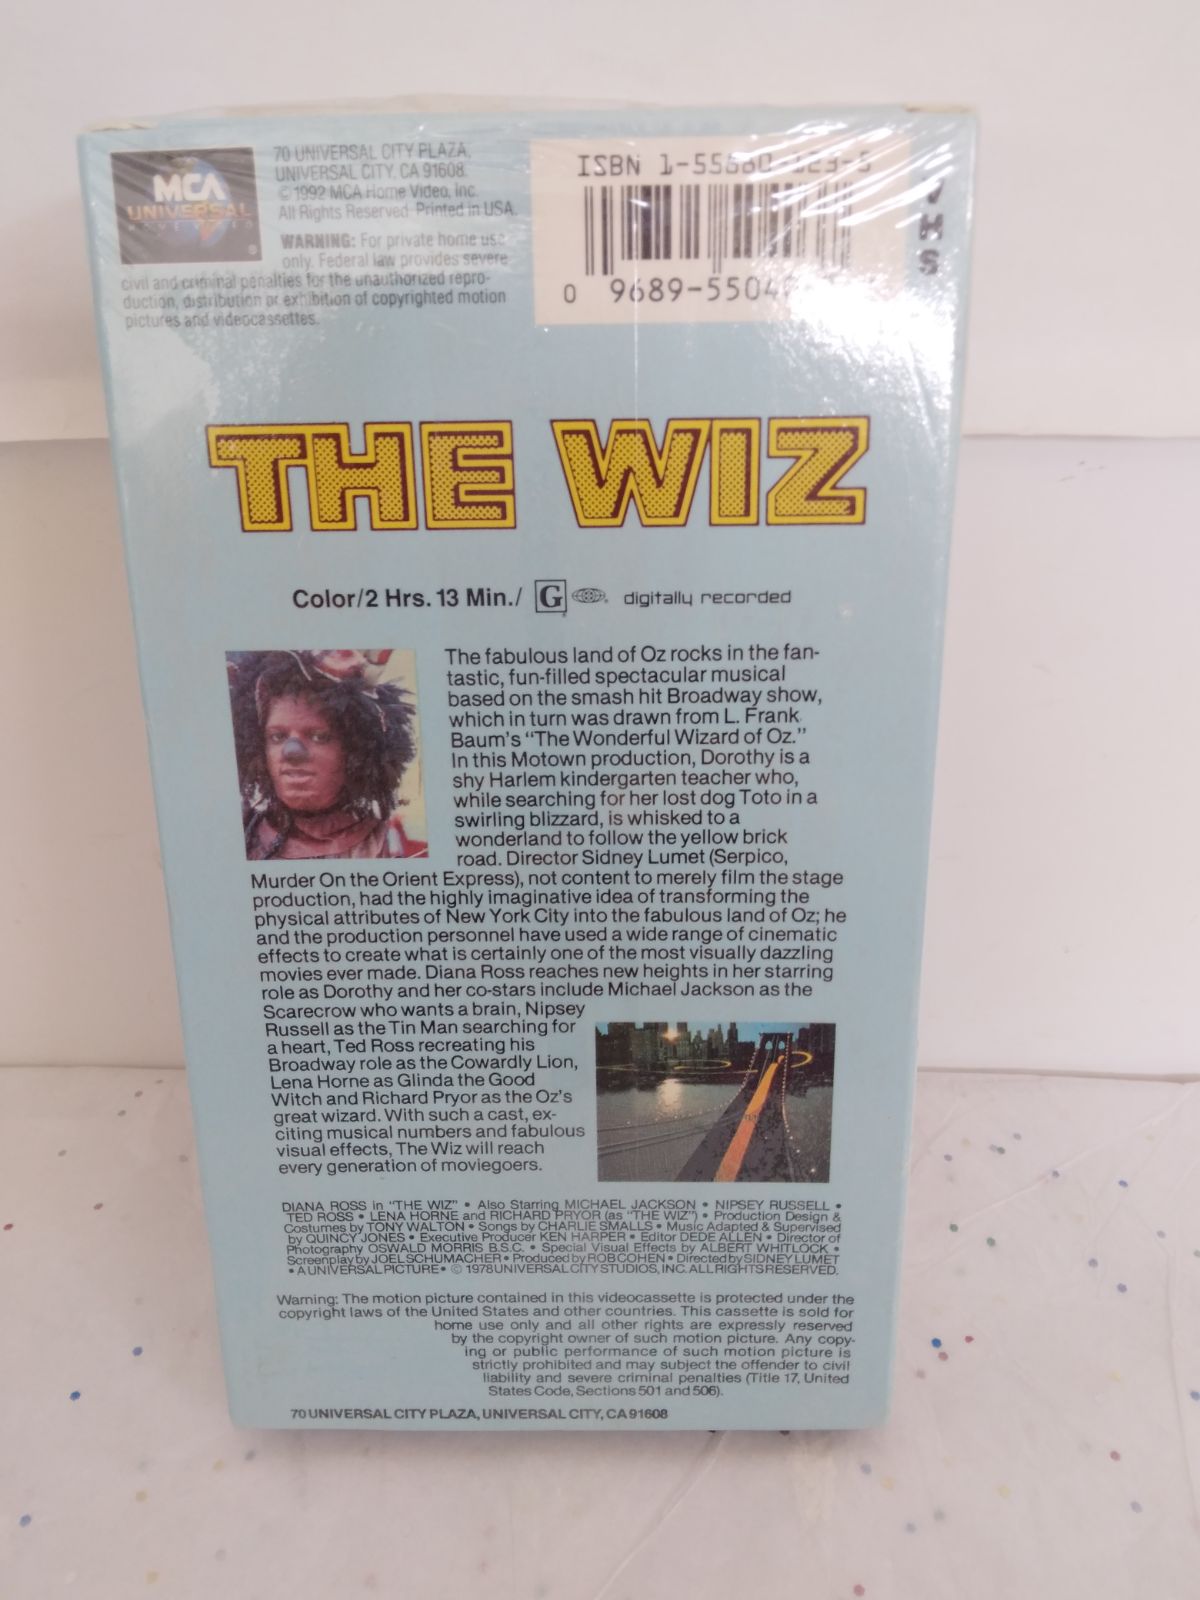 MCA
UNIVERSAL
HOME VIDEO
70 UNIVERSAL CITY PLAZA,
UNIVERSAL CITY, CA 91608
© 1992 MCA Home Video, Inc.
All Rights Reserved. Printed in USA.
WARNING: For private home use
only. Federal law provides severe
civil and criminal penalties for the unauthorized repro-
duction, distribution or exhibition of copyrighted motion
pictures and videocassettes.
ISBN
0 9689-5504
VHS
THE WIZ
Color/2 Hrs. 13 Min./ G digitally recorded
The fabulous land of Oz rocks in the fan-
tastic, fun-filled spectacular musical
based on the smash hit Broadway show,
which in turn was drawn from L. Frank
Baum's "The Wonderful Wizard of Oz."
In this Motown production, Dorothy is a
shy Harlem kindergarten teacher who,
while searching for her lost dog Toto in a
swirling blizzard, is whisked to a
wonderland to follow the yellow brick
road. Director Sidney Lumet (Serpico,
Murder On the Orient Express), not content to merely film the stage
production, had the highly imaginative idea of transforming the
physical attributes of New York City into the fabulous land of Oz; he
and the production personnel have used a wide range of cinematic
effects to create what is certainly one of the most visually dazzling
movies ever made. Diana Ross reaches new heights in her starring
role as Dorothy and her co-stars include Michael Jackson as the
Scarecrow who wants a brain, Nipsey
Russell as the Tin Man searching for
a heart, Ted Ross recreating his
Broadway role as the Cowardly Lion,
Lena Horne as Glinda the Good
Witch and Richard Pryor as the Oz's
great wizard. With such a cast, ex-
citing musical numbers and fabulous
visual effects, The Wiz will reach
every generation of moviegoers.
DIANA ROSS in "THE WIZ" • Also Starring MICHAEL JACKSON • NIPSEY RUSSELL •
TED ROSS • LENA HORNE and RICHARD PRYOR (as "THE WIZ") • Production Design &
Costumes by TONY WALTON • Songs by CHARLIE SMALLS • Music Adapted & Supervised
by QUINCY JONES • Executive Producer KEN HARPER • Editor DEDE ALLEN • Director of
Photography OSWALD MORRIS B.S.C. • Special Visual Effects by ALBERT WHITLOCK •
Screenplay by JOEL SCHUMACHER • Produced by ROB COHEN • Directed by SIDNEY LUMET
• A UNIVERSAL PICTURE • © 1978 UNIVERSAL CITY STUDIOS, INC. ALL RIGHTS RESERVED.
Warning: The motion picture contained in this videocassette is protected under the
copyright laws of the United States and other countries. This cassette is sold for
home use only and all other rights are expressly reserved
by the copyright owner of such motion picture. Any copy-
ing or public performance of such motion picture is
strictly prohibited and may subject the offender to civil
liability and severe criminal penalties (Title 17, United
States Code, Sections 501 and 506).
70 UNIVERSAL CITY PLAZA, UNIVERSAL CITY, CA 91608